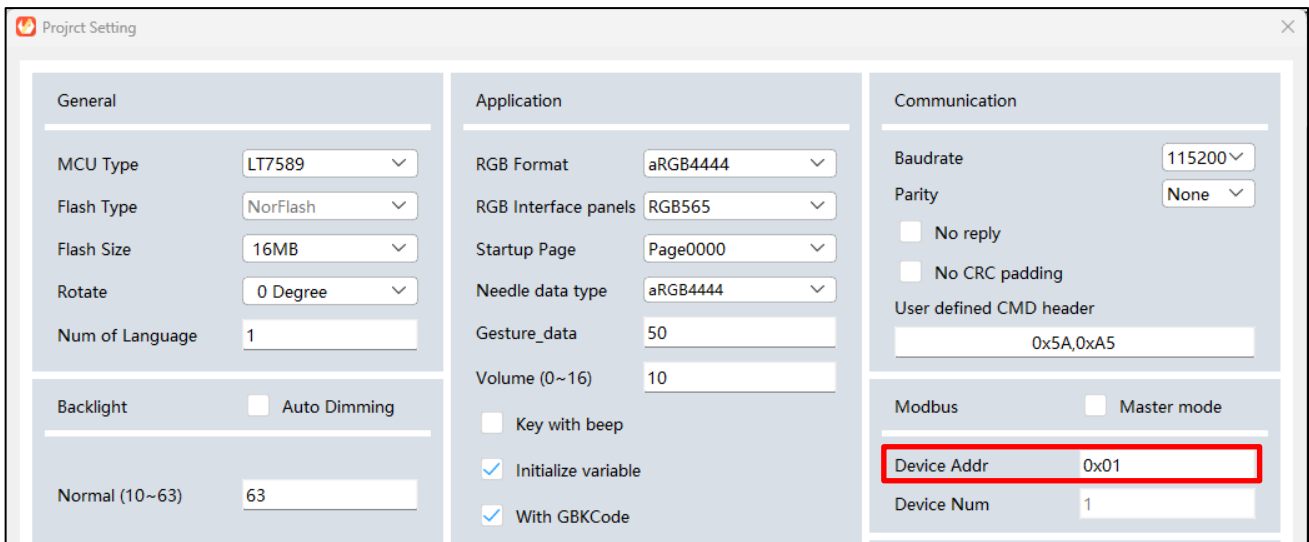 Projrct Setting
General
MCU Type LT7589
Flash Type NorFlash
Flash Size 16MB
Rotate 0 Degree
Num of Language 1
Backlight Auto Dimming
Normal (10~63) 63
Application
RGB Format aRGB4444
RGB Interface panels RGB565
Startup Page Page0000
Needle data type aRGB4444
Gesture_data 50
Volume (0~16) 10
Key with beep
Initialize variable
With GBKCode
Communication
Baudrate 115200
Parity None
No reply
No CRC padding
User defined CMD header
0x5A,0xA5
Modbus Master mode
Device Addr 0x01
Device Num 1